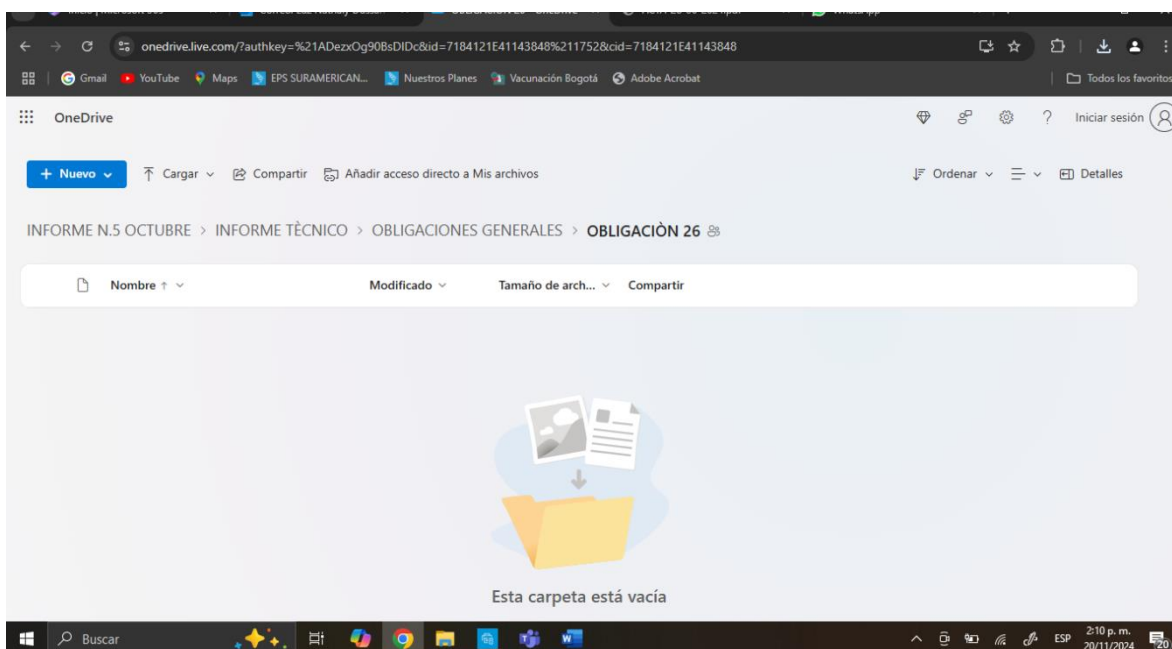 onedrive.live.com/?authkey=%21ADezxOg90BsDIDc&id=7184121E41143848%211752&cid=7184121E41143848
Gmail YouTube Maps EPS SURAMERICAN... Nuestros Planes Vacunación Bogotá Adobe Acrobat Todos los favoritos
OneDrive Iniciar sesión
+ Nuevo Cargar Compartir Añadir acceso directo a Mis archivos Ordenar Detalles
INFORME N.5 OCTUBRE > INFORME TÈCNICO > OBLIGACIONES GENERALES > OBLIGACIÒN 26
Nombre ↑ Modificado Tamaño de arch... Compartir
Esta carpeta está vacía
Buscar ESP 2:10 p. m.
20/11/2024 20